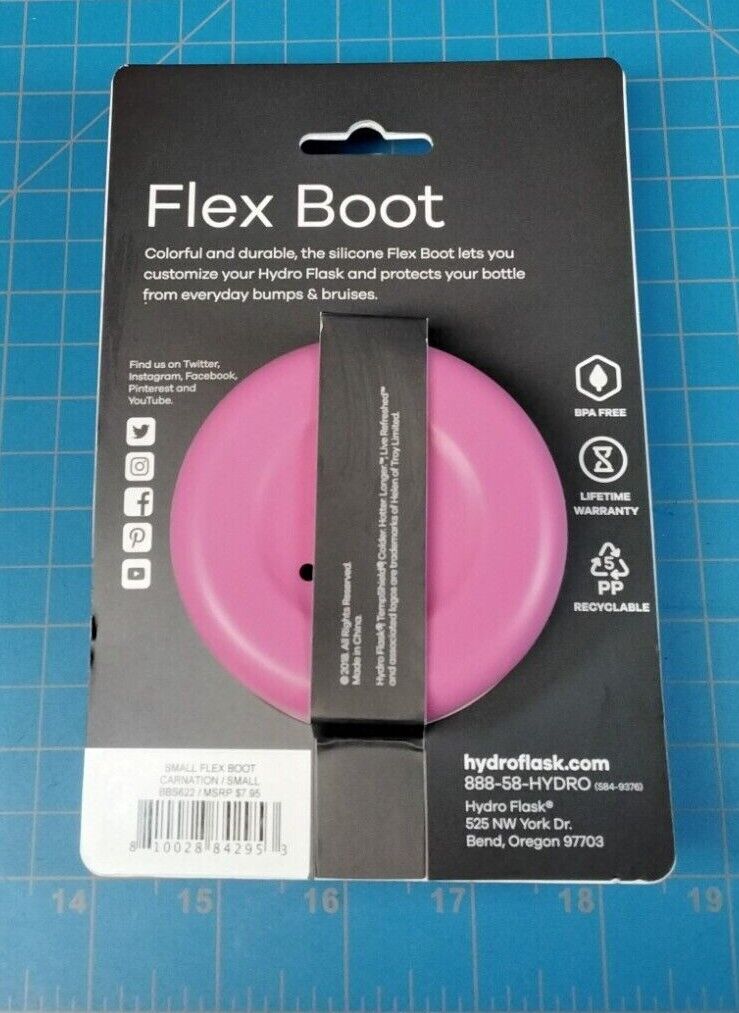 Flex Boot
Colorful and durable, the silicone Flex Boot lets you
customize your Hydro Flask and protects your bottle
from everyday bumps & bruises.
Find us on Twitter,
Instagram, Facebook,
Pinterest and
YouTube.
BPA FREE
LIFETIME
WARRANTY
5
PP
RECYCLABLE
© 2018. All Rights Reserved.
Made in China.
Hydro Flask®, TempShield®, Colder. Hotter. Longer.™, Live Refreshed™
and associated logos are trademarks of Helen of Troy Limited.
SMALL FLEX BOOT
CARNATION / SMALL
BBS622 / MSRP $7.95
8 10028 84295 3
hydroflask.com
888-58-HYDRO (584-9376)
Hydro Flask®
525 NW York Dr.
Bend, Oregon 97703
14 15 16 17 18 19